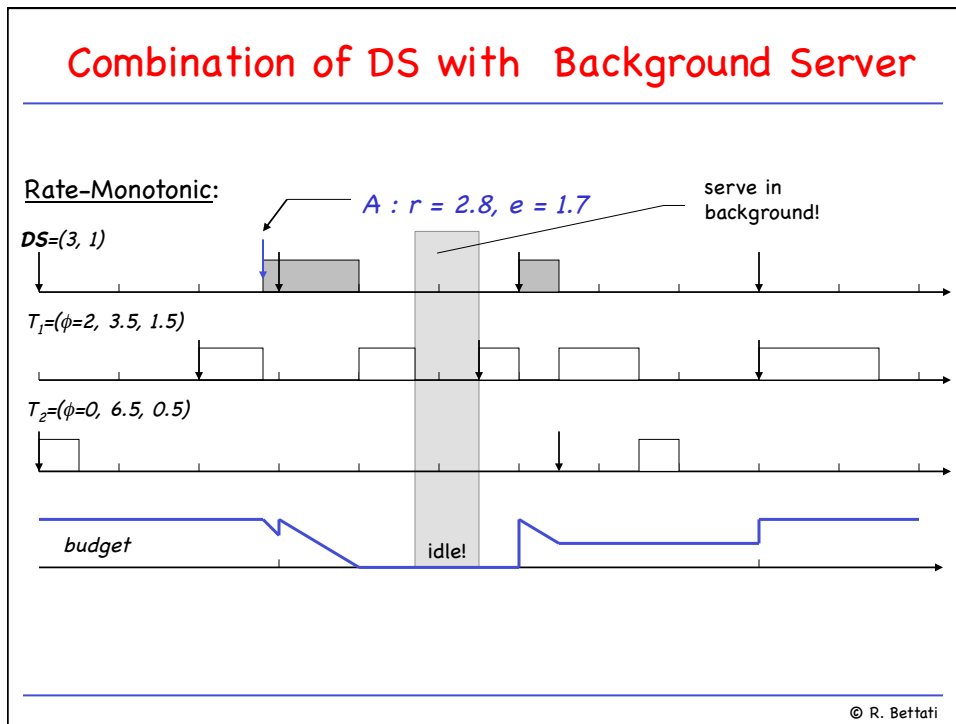 Combination of DS with Background Server
Rate-Monotonic:
A : r = 2.8, e = 1.7
serve in
background!
DS=(3, 1)
T₁=(ϕ=2, 3.5, 1.5)
T₂=(ϕ=0, 6.5, 0.5)
budget
idle!
© R. Bettati